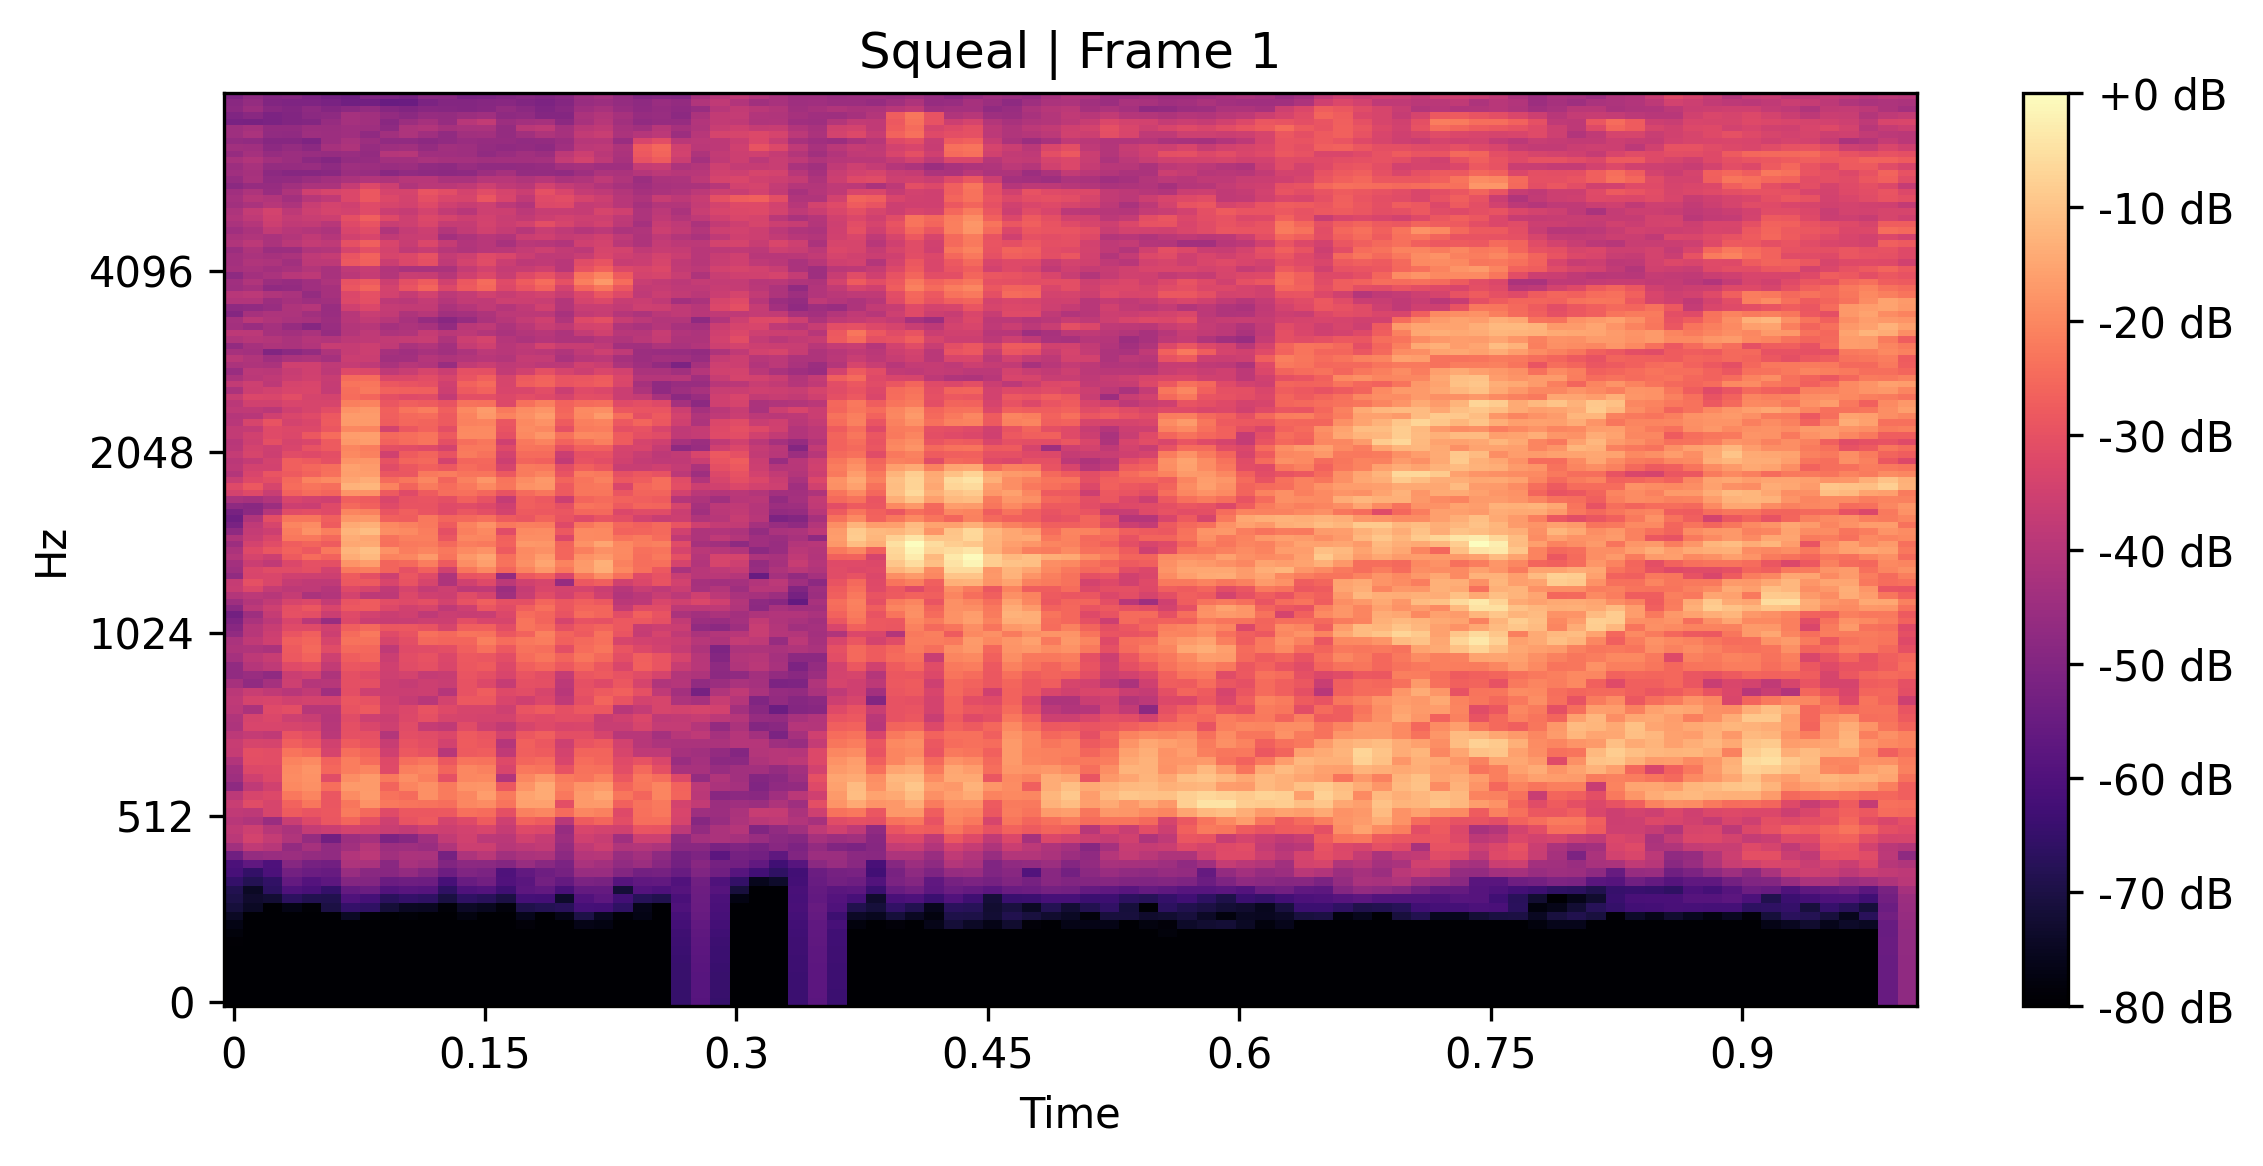 Squeal | Frame 1
+0 dB
-10 dB
-20 dB
-30 dB
-40 dB
-50 dB
-60 dB
-70 dB
-80 dB
Hz
4096
2048
1024
512
0
0 0.15 0.3 0.45 0.6 0.75 0.9
Time